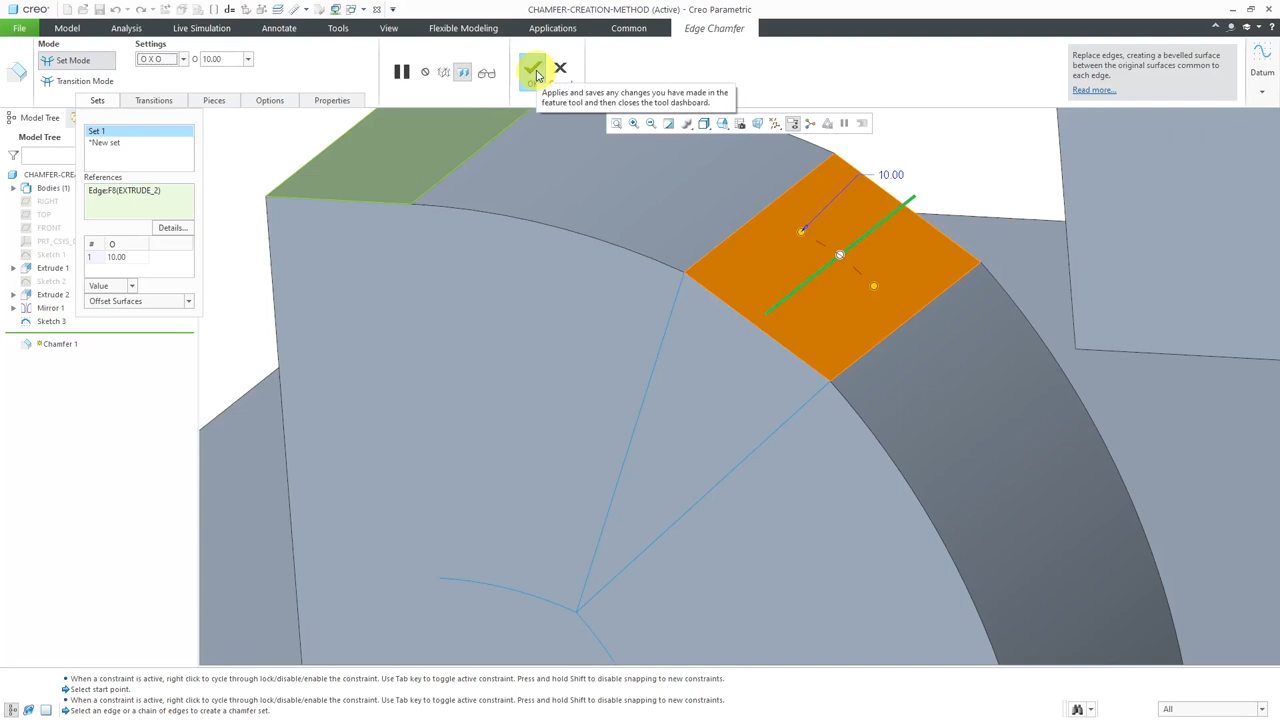 creo
CHAMFER-CREATION-METHOD (Active) - Creo Parametric
File
Model
Analysis
Live Simulation
Annotate
Tools
View
Flexible Modeling
Applications
Common
Edge Chamfer
Mode
Settings
Set Mode
O X O
O
10.00
Transition Mode
Replace edges, creating a bevelled surface
between the original surfaces common to
each edge.
Read more...
Datum
Applies and saves any changes you have made in the
feature tool and then closes the tool dashboard.
Sets
Transitions
Pieces
Options
Properties
Model Tree
Model Tree
Set 1
*New set
References
Edge:F8(EXTRUDE_2)
Details...
# O
1 10.00
Value
Offset Surfaces
CHAMFER-CREA
Bodies (1)
RIGHT
TOP
FRONT
PRT_CSYS_D
Sketch 1
Extrude 1
Sketch 2
Extrude 2
Mirror 1
Sketch 3
Chamfer 1
10.00
When a constraint is active, right click to cycle through lock/disable/enable the constraint. Use Tab key to toggle active constraint. Press and hold Shift to disable snapping to new constraints.
Select start point.
When a constraint is active, right click to cycle through lock/disable/enable the constraint. Use Tab key to toggle active constraint. Press and hold Shift to disable snapping to new constraints.
Select an edge or a chain of edges to create a chamfer set.
All